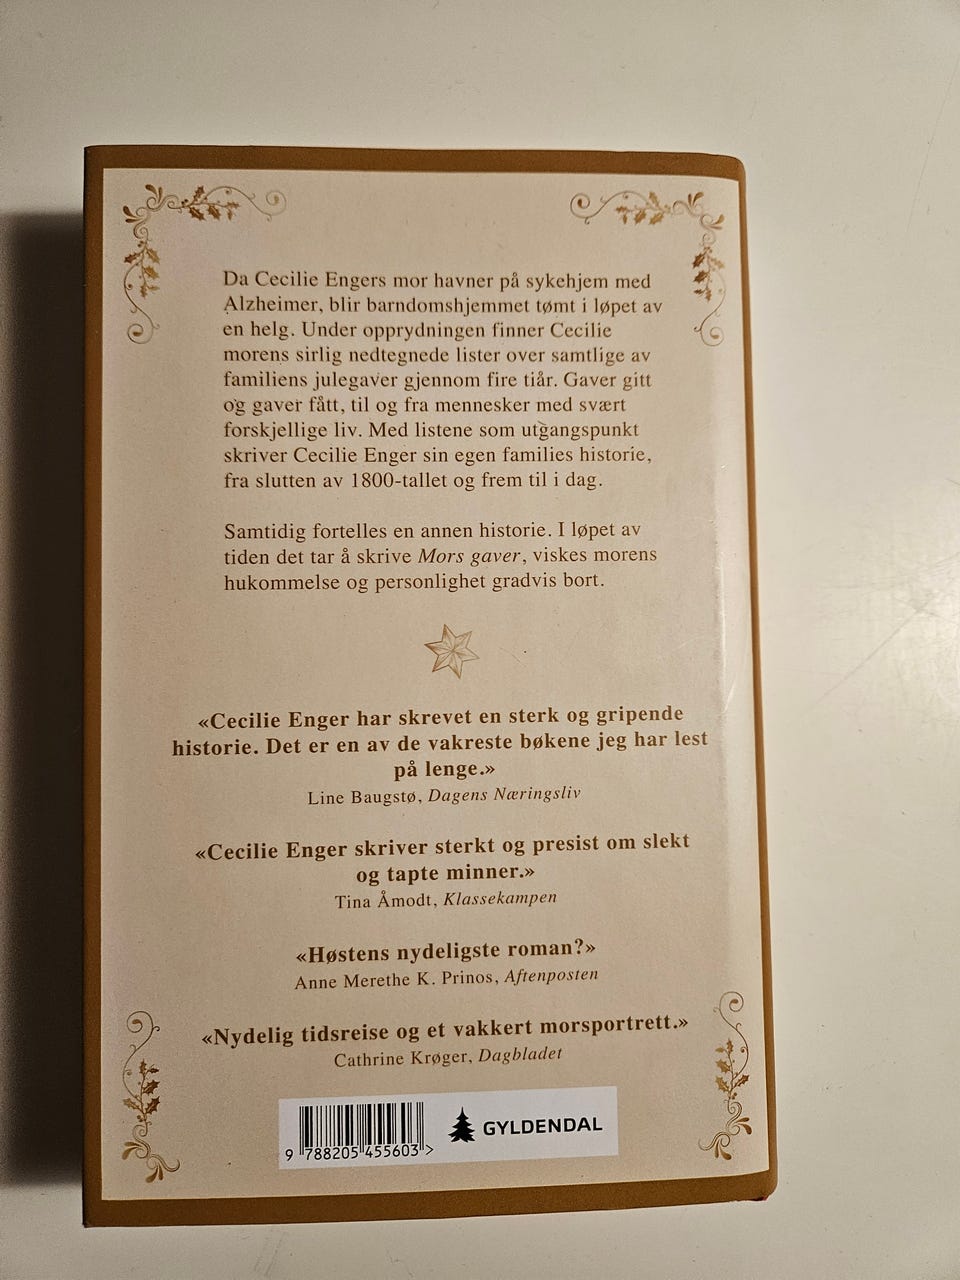 Da Cecilie Engers mor havner på sykehjem med
Alzheimer, blir barndomshjemmet tømt i løpet av
en helg. Under opprydningen finner Cecilie
morens sirlig nedtegnede lister over samtlige av
familiens julegaver gjennom fire tiår. Gaver gitt
og gaver fått, til og fra mennesker med svært
forskjellige liv. Med listene som utgangspunkt
skriver Cecilie Enger sin egen families historie,
fra slutten av 1800-tallet og frem til i dag.
Samtidig fortelles en annen historie. I løpet av
tiden det tar å skrive Mors gaver, viskes morens
hukommelse og personlighet gradvis bort.
«Cecilie Enger har skrevet en sterk og gripende
historie. Det er en av de vakreste bøkene jeg har lest
på lenge.»
Line Baugstø, Dagens Næringsliv
«Cecilie Enger skriver sterkt og presist om slekt
og tapte minner.»
Tina Åmodt, Klassekampen
«Høstens nydeligste roman?»
Anne Merethe K. Prinos, Aftenposten
«Nydelig tidsreise og et vakkert morsportrett.»
Cathrine Krøger, Dagbladet
9 788205 455603 >
GYLDENDAL